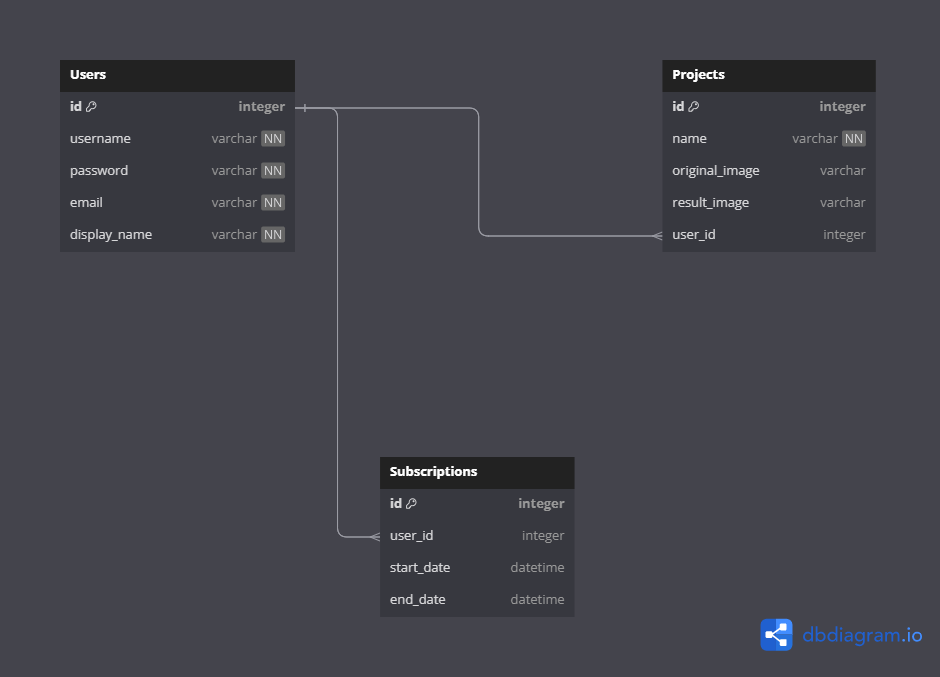 Users
id integer
username varchar NN
password varchar NN
email varchar NN
display_name varchar NN
Projects
id integer
name varchar NN
original_image varchar
result_image varchar
user_id integer
Subscriptions
id integer
user_id integer
start_date datetime
end_date datetime
dbdiagram.io